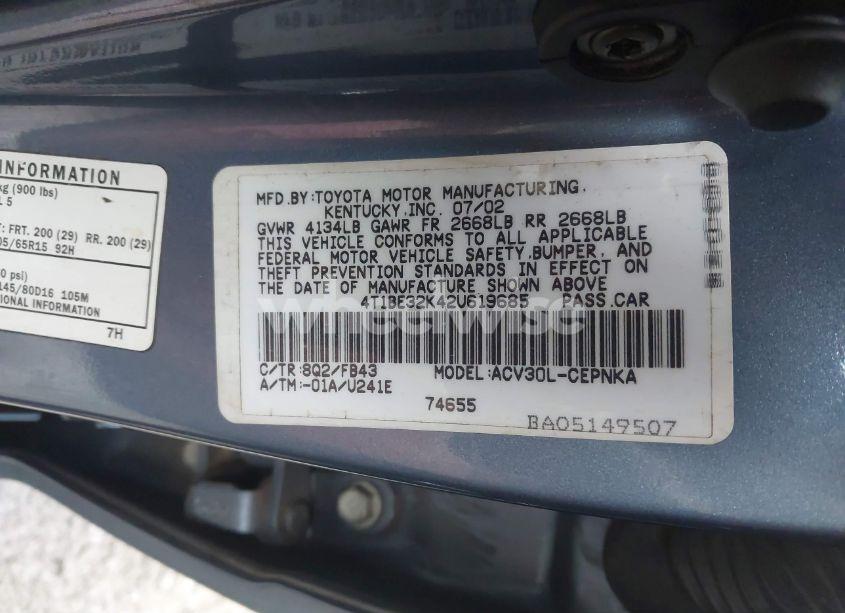 INFORMATION
kg (900 lbs)
L 5
T: FRT. 200 (29) RR. 200 (29)
05/65R15 92H
0 psi)
145/80D16 105M
ONAL INFORMATION
7H
MFD.BY:TOYOTA MOTOR MANUFACTURING,
KENTUCKY,INC. 07/02
GVWR 4134LB GAWR FR 2668LB RR 2668LB
THIS VEHICLE CONFORMS TO ALL APPLICABLE
FEDERAL MOTOR VEHICLE SAFETY,BUMPER, AND
THEFT PREVENTION STANDARDS IN EFFECT ON
THE DATE OF MANUFACTURE SHOWN ABOVE
4T1BE32K42U619685 PASS.CAR
wheelwise
C/TR:8Q2/FB43 MODEL:ACV30L-CEPNKA
A/TM:-01A/U241E
74655
BA05149507